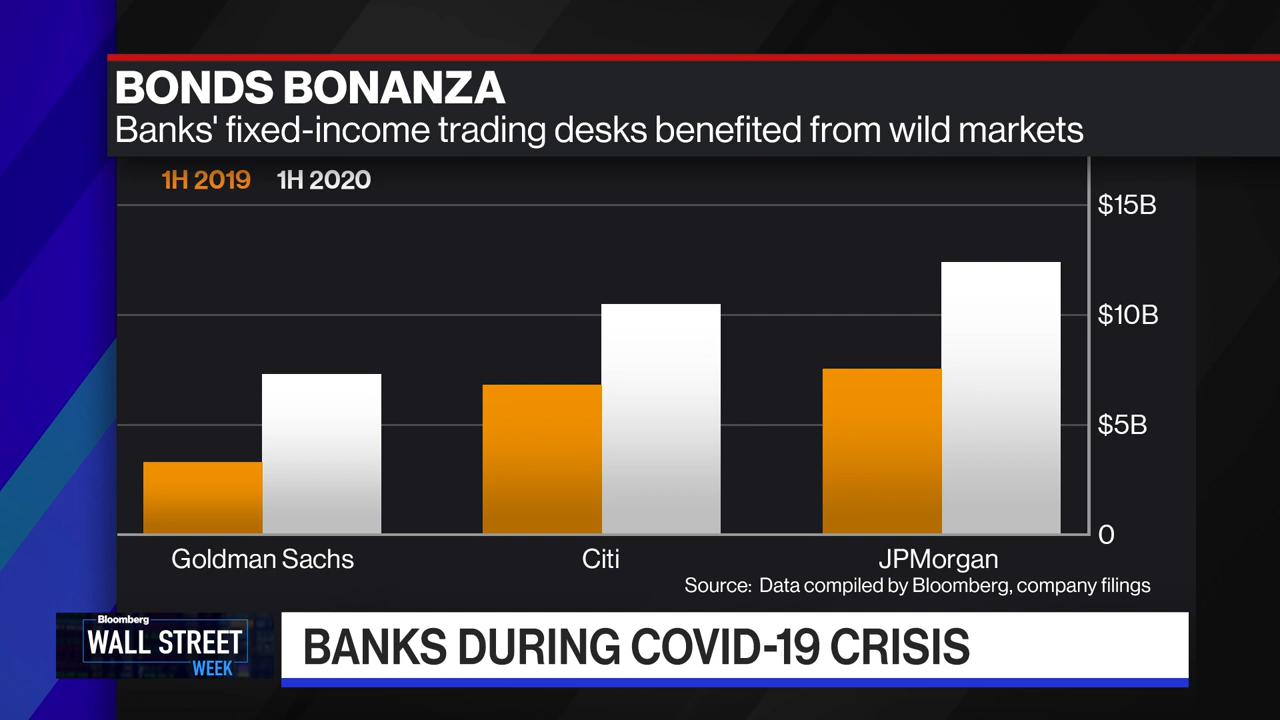 BONDS BONANZA
Banks' fixed-income trading desks benefited from wild markets
1H 2019 1H 2020
$15B
$10B
$5B
0
Goldman Sachs Citi JPMorgan
Source: Data compiled by Bloomberg, company filings
Bloomberg
WALL STREET
WEEK
BANKS DURING COVID-19 CRISIS